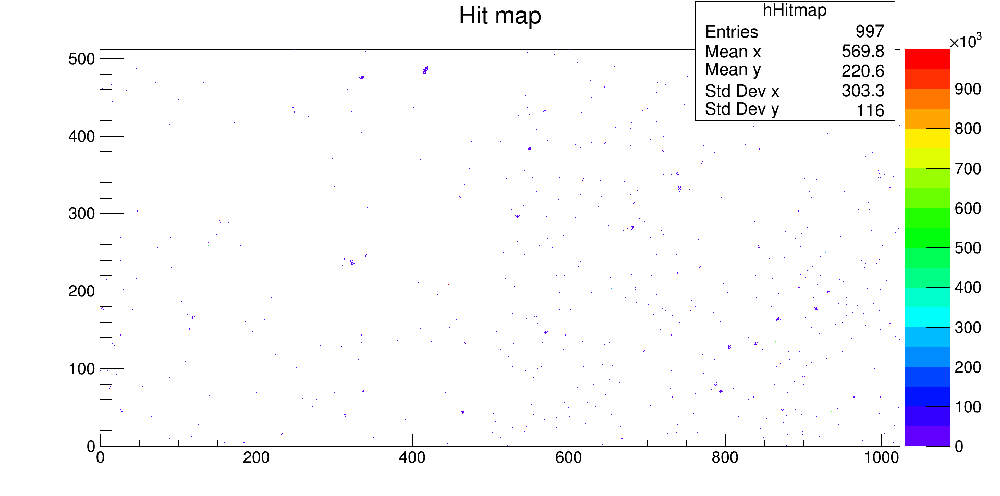 Hit map
hHitmap
Entries 997
Mean x 569.8
Mean y 220.6
Std Dev x 303.3
Std Dev y 116
×10³
500
400
300
200
100
0
0 200 400 600 800 1000
900
800
700
600
500
400
300
200
100
0